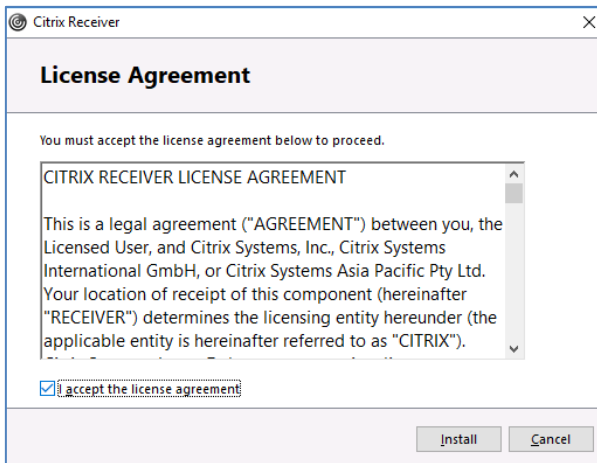 Citrix Receiver
License Agreement
You must accept the license agreement below to proceed.
CITRIX RECEIVER LICENSE AGREEMENT
This is a legal agreement ("AGREEMENT") between you, the
Licensed User, and Citrix Systems, Inc., Citrix Systems
International GmbH, or Citrix Systems Asia Pacific Pty Ltd.
Your location of receipt of this component (hereinafter
"RECEIVER") determines the licensing entity hereunder (the
applicable entity is hereinafter referred to as "CITRIX").
I accept the license agreement
Install
Cancel